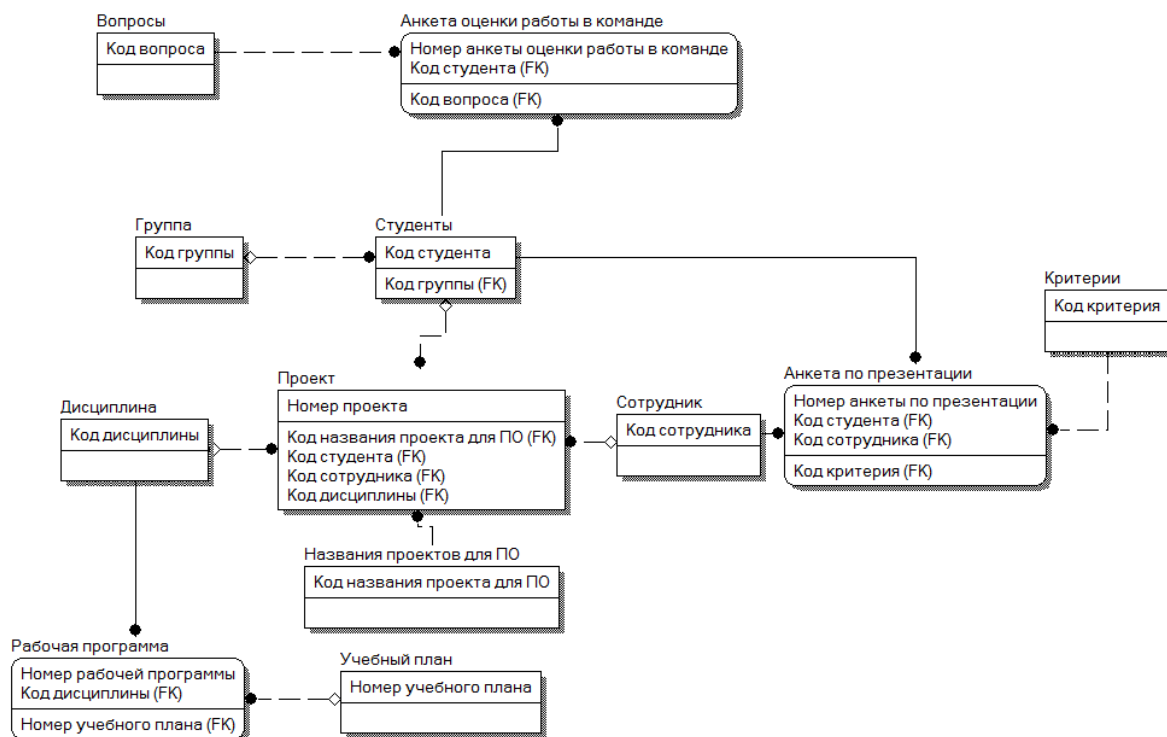 Вопросы
Код вопроса
Анкета оценки работы в команде
Номер анкеты оценки работы в команде
Код студента (FK)
Код вопроса (FK)
Группа
Код группы
Студенты
Код студента
Код группы (FK)
Критерии
Код критерия
Анкета по презентации
Номер анкеты по презентации
Код студента (FK)
Код сотрудника (FK)
Код критерия (FK)
Проект
Номер проекта
Код названия проекта для ПО (FK)
Код студента (FK)
Код сотрудника (FK)
Код дисциплины (FK)
Сотрудник
Код сотрудника
Дисциплина
Код дисциплины
Названия проектов для ПО
Код названия проекта для ПО
Рабочая программа
Номер рабочей программы
Код дисциплины (FK)
Номер учебного плана (FK)
Учебный план
Номер учебного плана